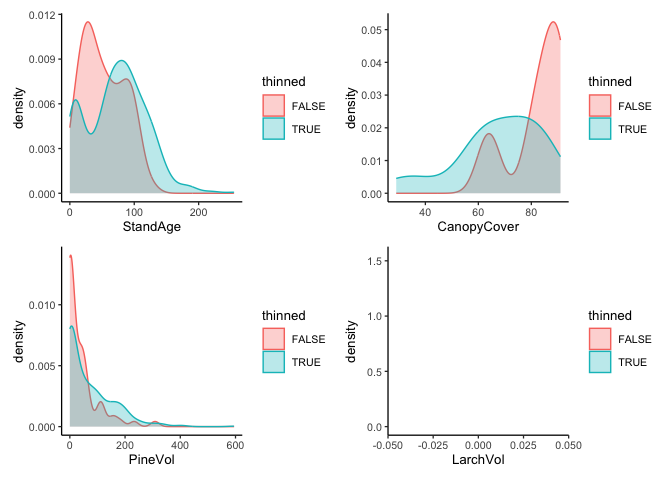 0.012
0.009
0.006
0.003
0.000
density
0 100 200
StandAge
thinned
FALSE
TRUE
0.05
0.04
0.03
0.02
0.01
0.00
density
40 60 80
CanopyCover
thinned
FALSE
TRUE
0.010
0.005
0.000
density
0 200 400 600
PineVol
thinned
FALSE
TRUE
1.5
1.0
0.5
0.0
density
-0.050 -0.025 0.000 0.025 0.050
LarchVol
thinned
FALSE
TRUE